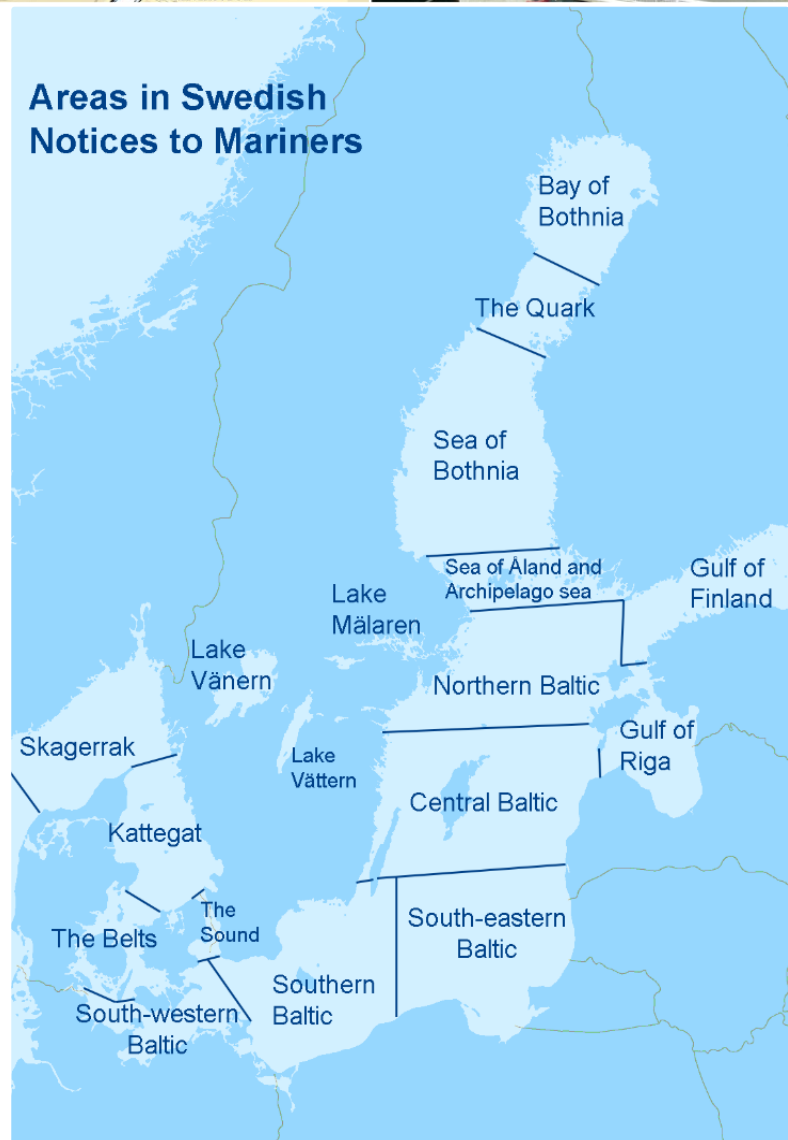 Areas in Swedish
Notices to Mariners
Bay of
Bothnia
The Quark
Sea of
Bothnia
Sea of Åland and
Archipelago sea
Gulf of
Finland
Lake
Mälaren
Lake
Vänern
Northern Baltic
Skagerrak
Lake
Vättern
Gulf of
Riga
Central Baltic
Kattegat
The
Sound
The Belts
South-eastern
Baltic
Southern
Baltic
South-western
Baltic